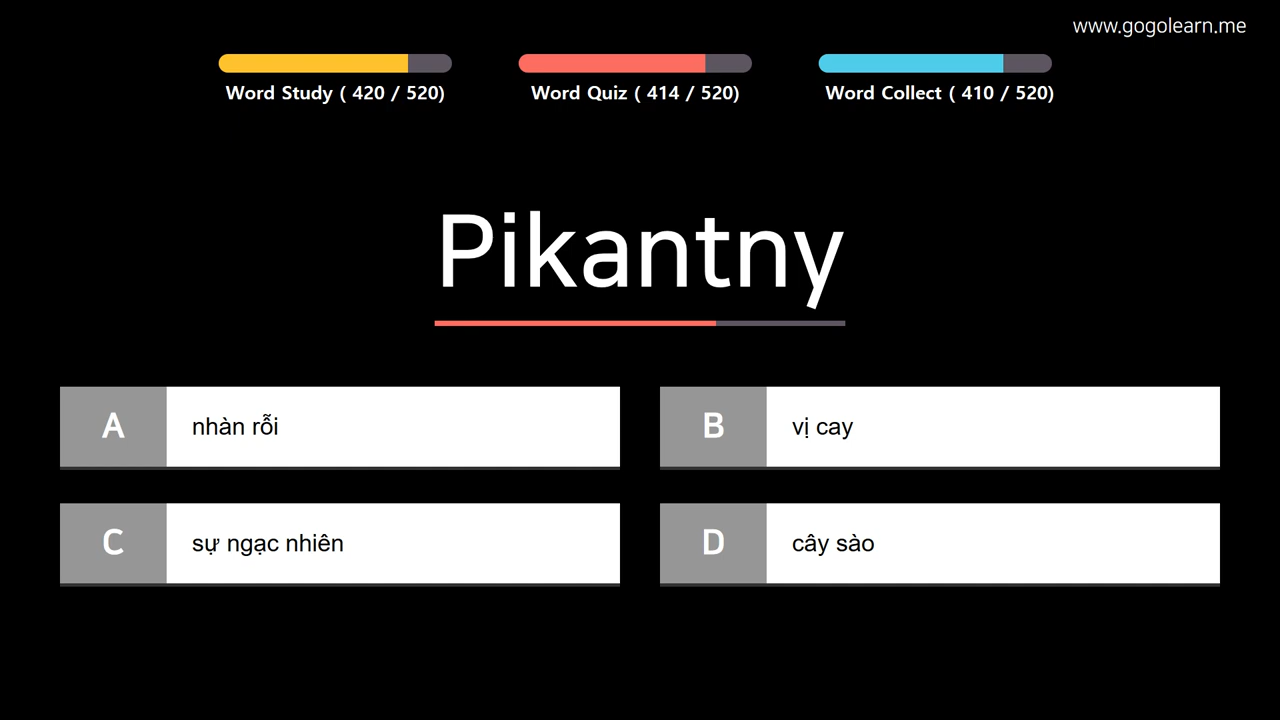 www.gogolearn.me
Word Study ( 420 / 520)
Word Quiz ( 414 / 520)
Word Collect ( 410 / 520)
Pikantny
A nhàn rỗi
B vị cay
C sự ngạc nhiên
D cây sào